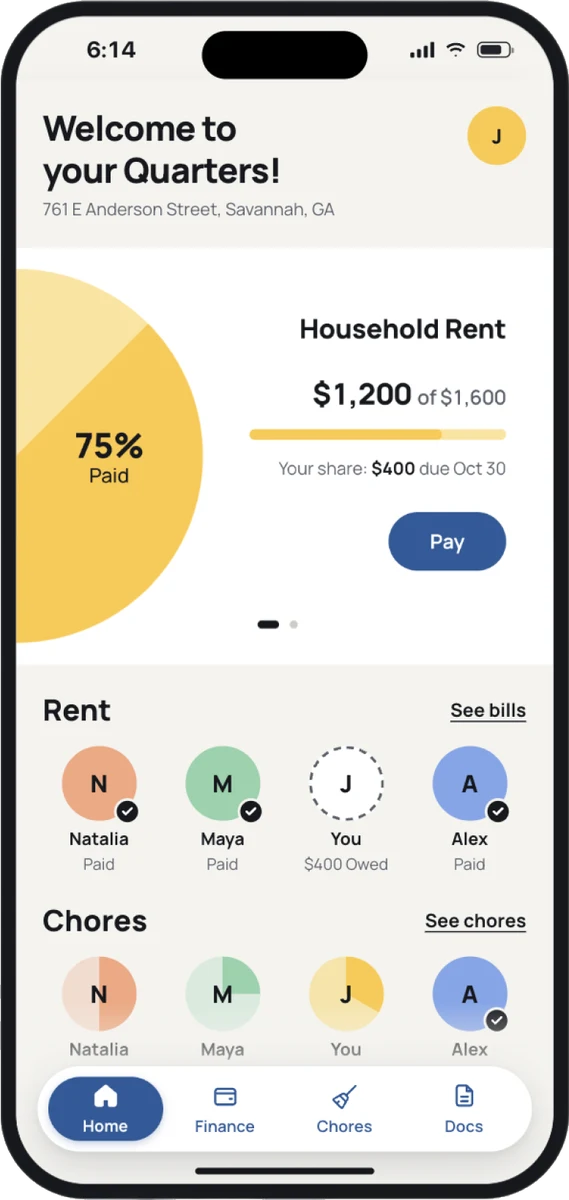 6:14
Welcome to
your Quarters!
J
761 E Anderson Street, Savannah, GA
Household Rent
$1,200 of $1,600
75%
Paid
Your share: $400 due Oct 30
Pay
Rent
See bills
N
M
J
A
Natalia
Maya
You
Alex
Paid
Paid
$400 Owed
Paid
Chores
See chores
N
M
J
A
Natalia
Maya
You
Alex
Home
Finance
Chores
Docs